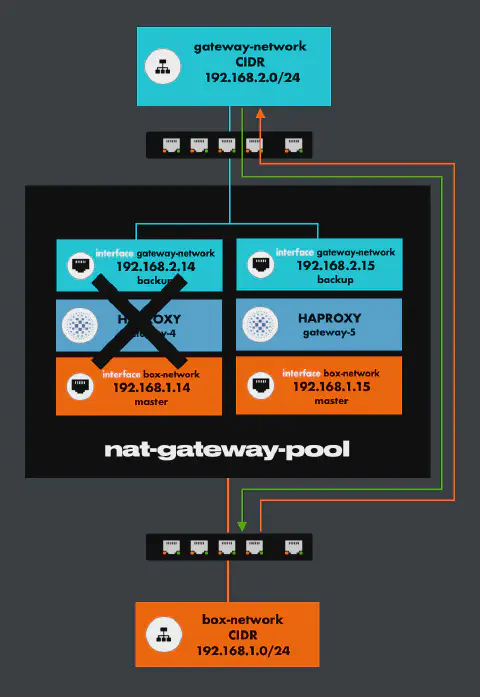 gateway-network
CIDR
192.168.2.0/24
interface gateway-network
192.168.2.14
backup
interface gateway-network
192.168.2.15
backup
HAPROXY
HAPROXY
gateway-5
interface box-network
192.168.1.14
master
interface box-network
192.168.1.15
master
nat-gateway-pool
box-network
CIDR
192.168.1.0/24